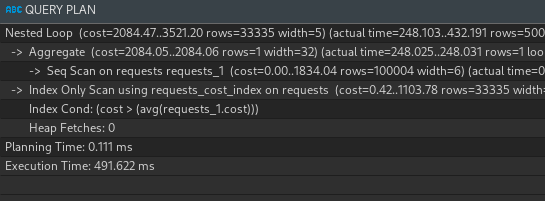 ABC QUERY PLAN
Nested Loop  (cost=2084.47..3521.20 rows=33335 width=5) (actual time=248.103..432.191 rows=500
-> Aggregate  (cost=2084.05..2084.06 rows=1 width=32) (actual time=248.025..248.031 rows=1 loo
-> Seq Scan on requests requests_1  (cost=0.00..1834.04 rows=100004 width=6) (actual time=0
-> Index Only Scan using requests_cost_index on requests  (cost=0.42..1103.78 rows=33335 width=
Index Cond: (cost > (avg(requests_1.cost)))
Heap Fetches: 0
Planning Time: 0.111 ms
Execution Time: 491.622 ms